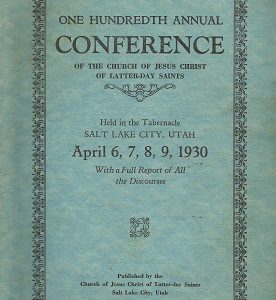 ONE HUNDREDTH ANNUAL
CONFERENCE
OF THE CHURCH OF JESUS CHRIST
OF LATTER-DAY SAINTS
Held in the Tabernacle
SALT LAKE CITY, UTAH
April 6, 7, 8, 9, 1930
With a Full Report of All
the Discourses
Published by the
Church of Jesus Christ of Latter-day Saints
Salt Lake City, Utah